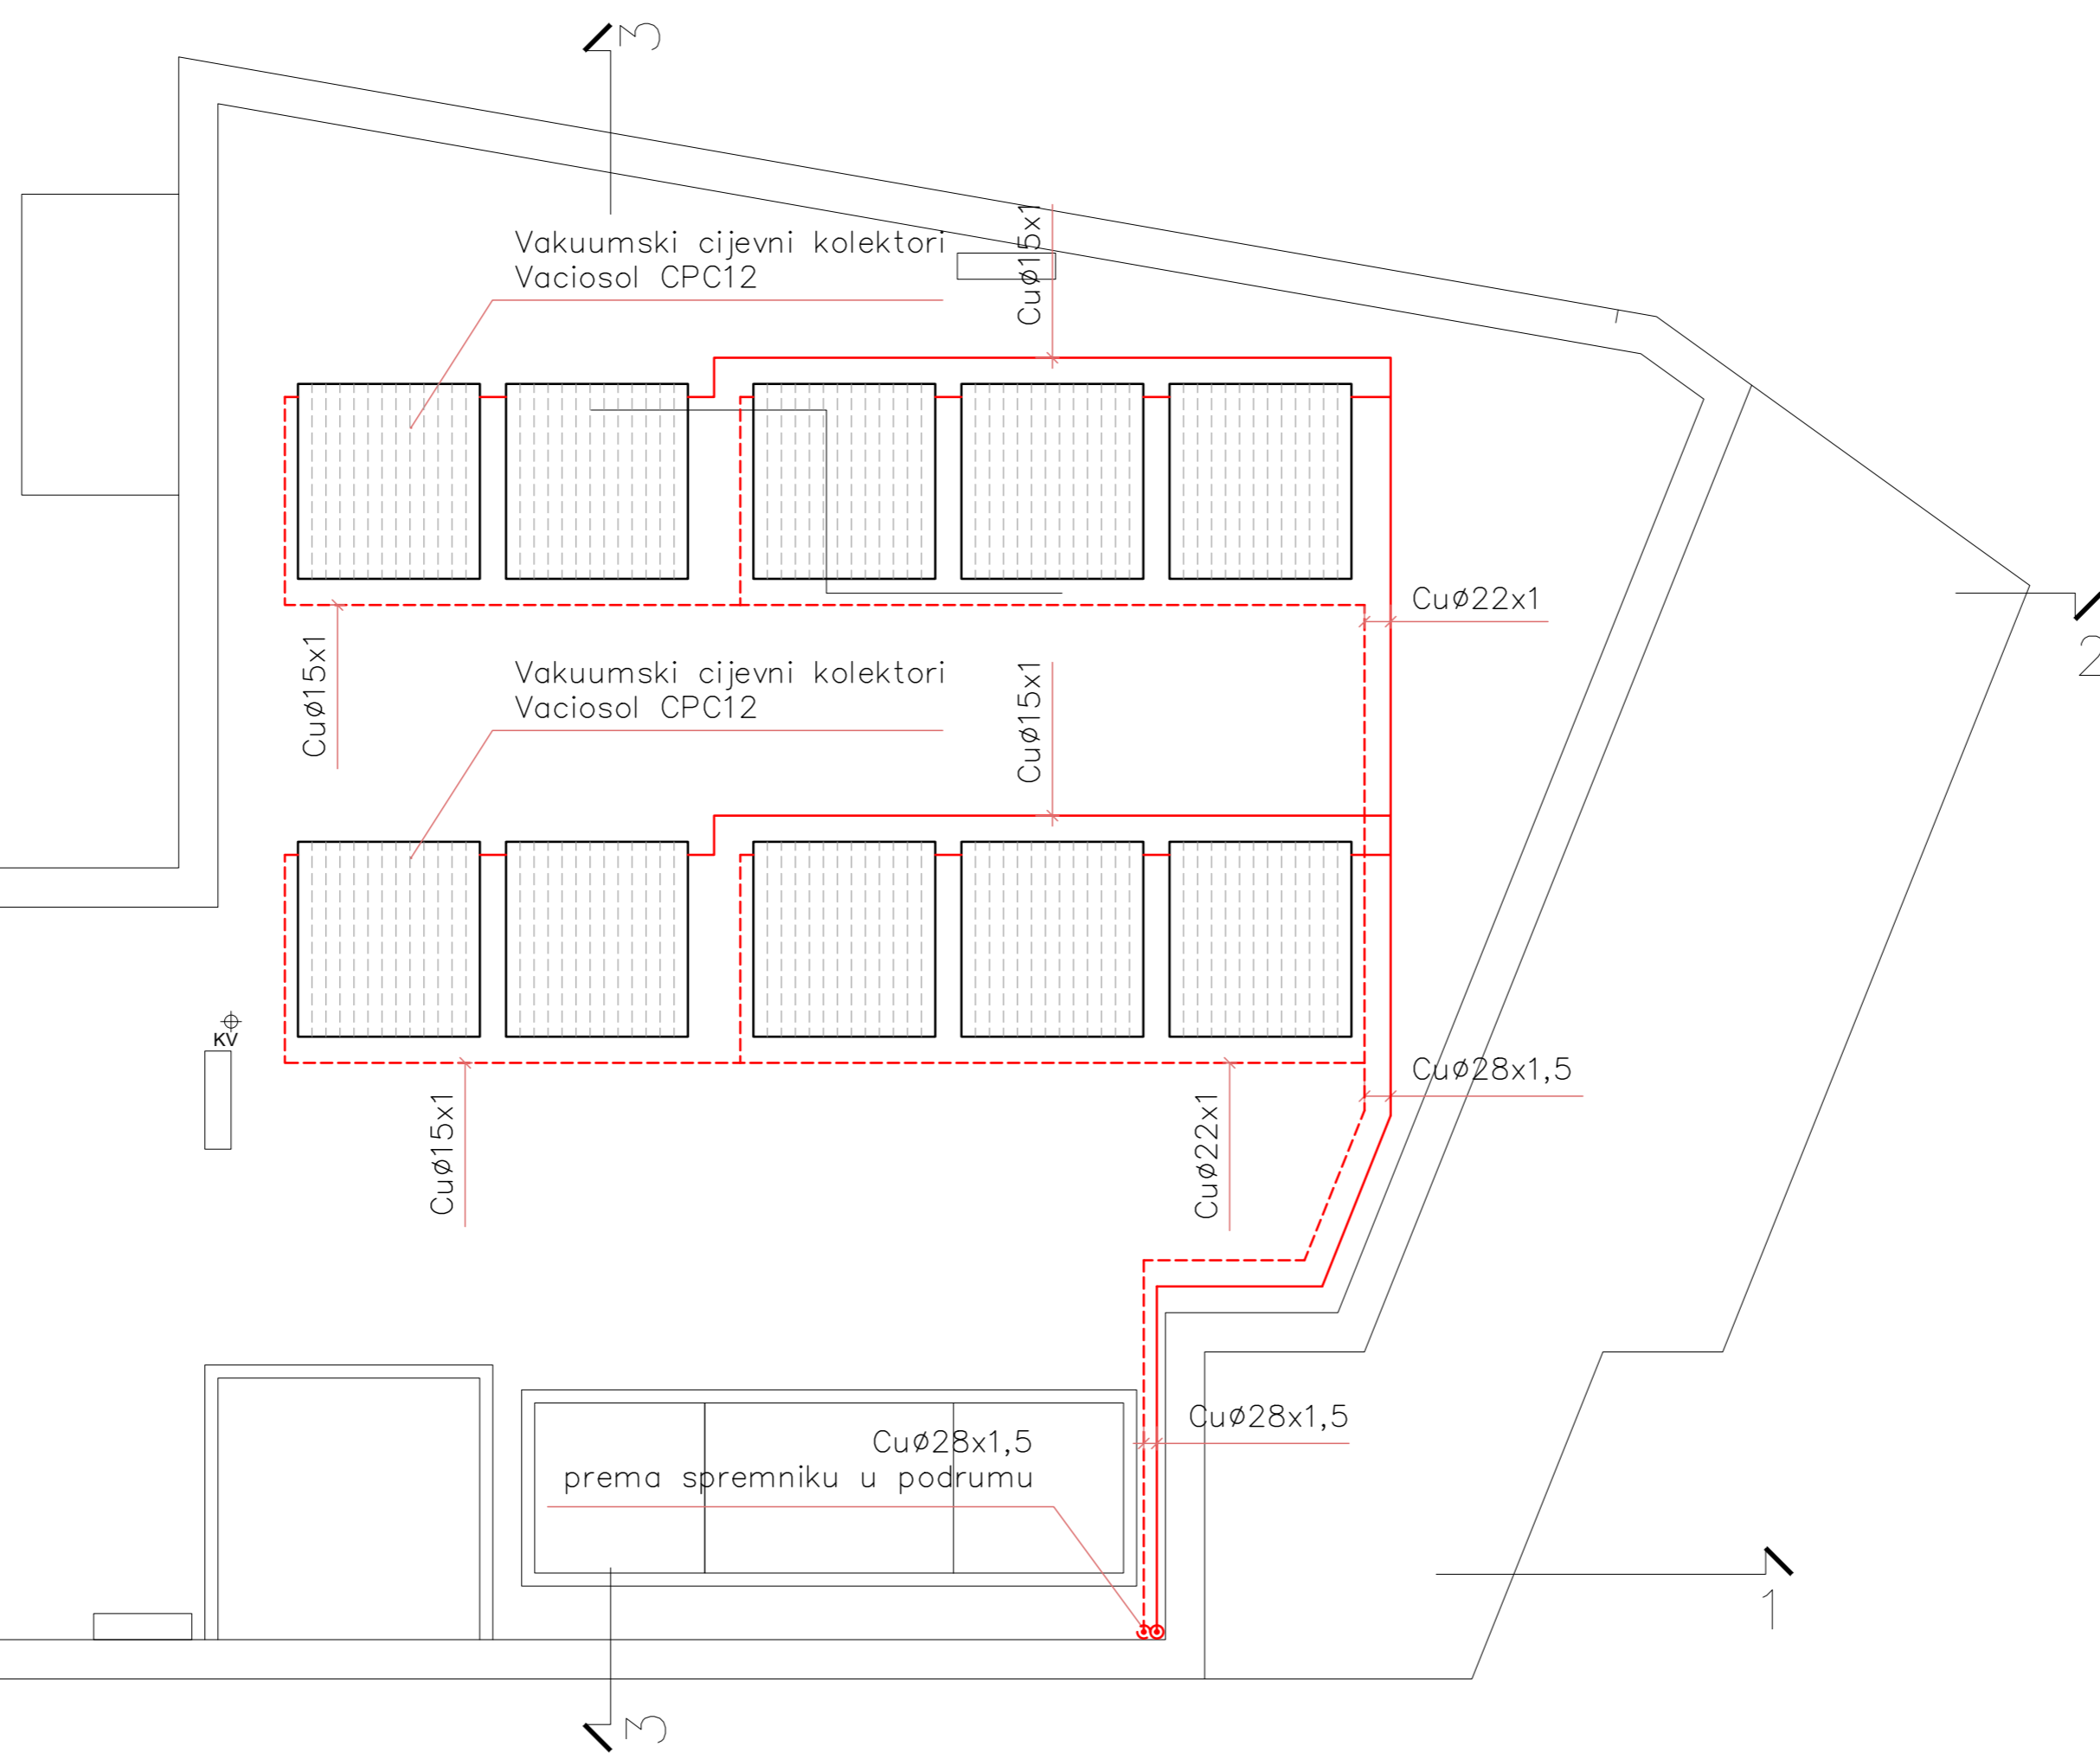 3
Vakuumski cijevni kolektori
Vaciosol CPC12
Cuø15x1
Cuø22x1
2
Cuø15x1
Vakuumski cijevni kolektori
Vaciosol CPC12
Cuø15x1
KV
Cuø28x1,5
Cuø15x1
Cuø22x1
Cuø28x1,5
Cuø28x1,5
prema spremniku u podrumu
1
3